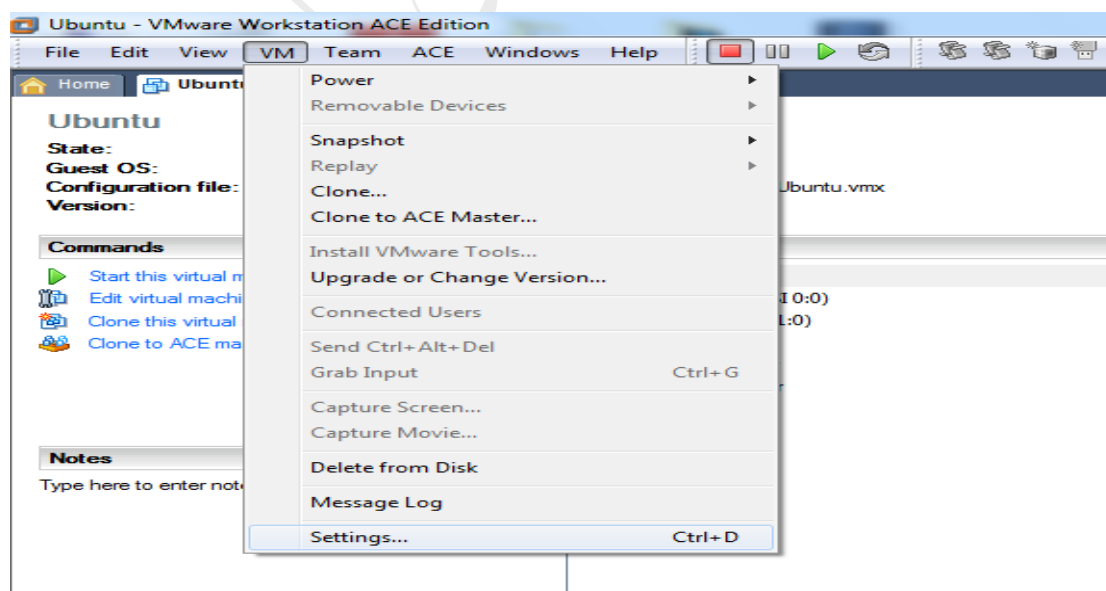 Ubuntu - VMware Workstation ACE Edition
File Edit View VM Team ACE Windows Help
Home Ubuntu
Ubuntu
State:
Guest OS:
Configuration file: Ubuntu.vmx
Version:
Commands
Start this virtual
Edit virtual
Clone this virtual
Clone to ACE
Notes
Type here to enter
Power
Removable Devices
Snapshot
Replay
Clone...
Clone to ACE Master...
Install VMware Tools...
Upgrade or Change Version...
Connected Users
Send Ctrl+Alt+Del
Grab Input Ctrl+G
Capture Screen...
Capture Movie...
Delete from Disk
Message Log
Settings... Ctrl+D
0:0)
:0)